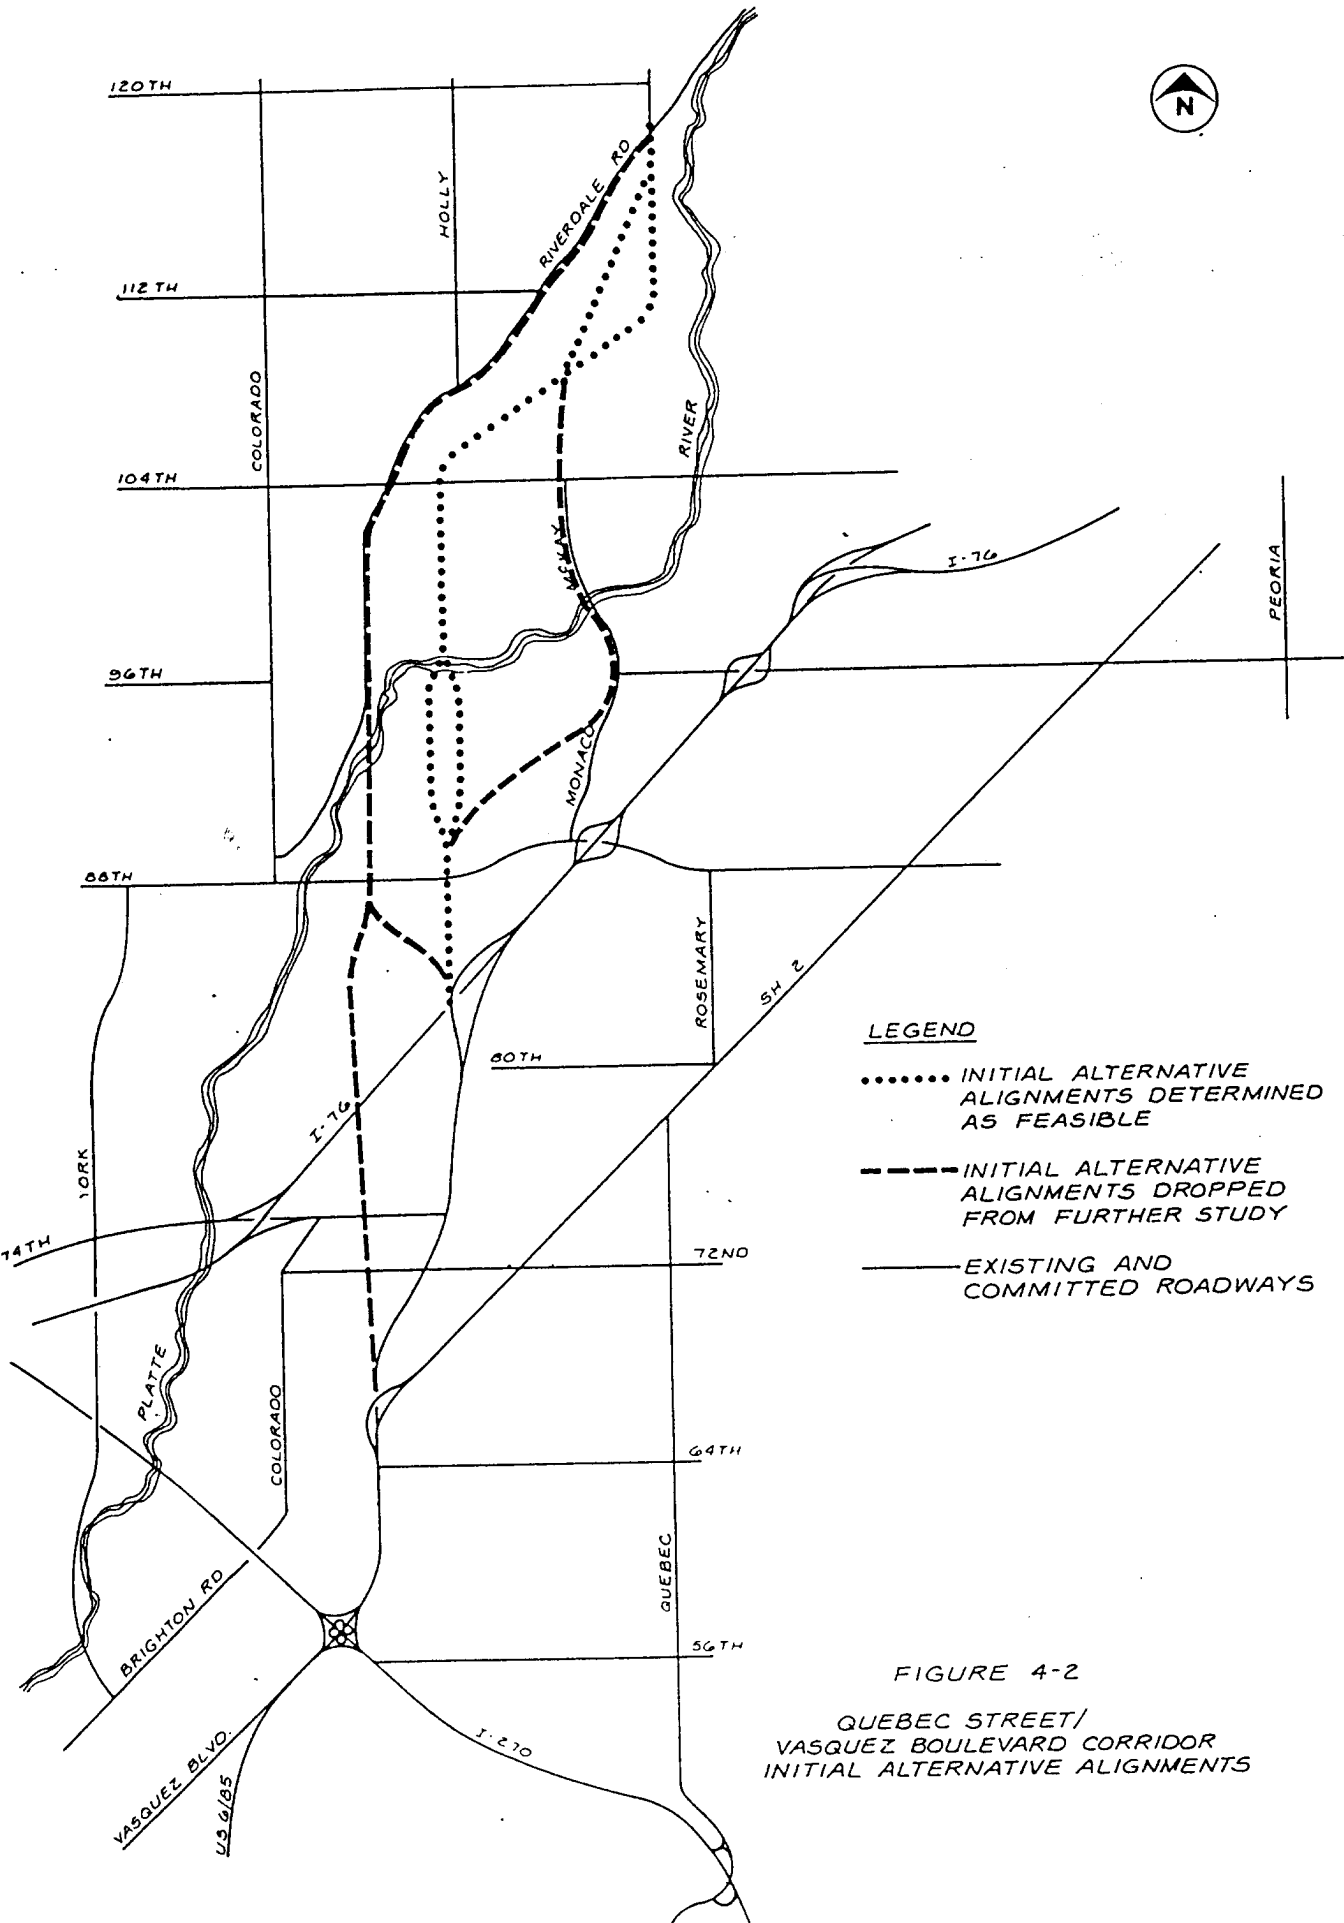 120TH
N
HOLLY
RIVERDALE RD
112TH
COLORADO
RIVER
104TH
McKAY
I-76
PEORIA
96TH
MONACO
88TH
ROSEMARY
SH 2
LEGEND
80TH
INITIAL ALTERNATIVE
ALIGNMENTS DETERMINED
AS FEASIBLE
I-76
YORK
INITIAL ALTERNATIVE
ALIGNMENTS DROPPED
FROM FURTHER STUDY
74TH
72ND
EXISTING AND
COMMITTED ROADWAYS
PLATTE
COLORADO
64TH
QUEBEC
BRIGHTON RD
56TH
FIGURE 4-2
QUEBEC STREET/
VASQUEZ BOULEVARD CORRIDOR
INITIAL ALTERNATIVE ALIGNMENTS
I-270
VASQUEZ BLVD.
US 6/85